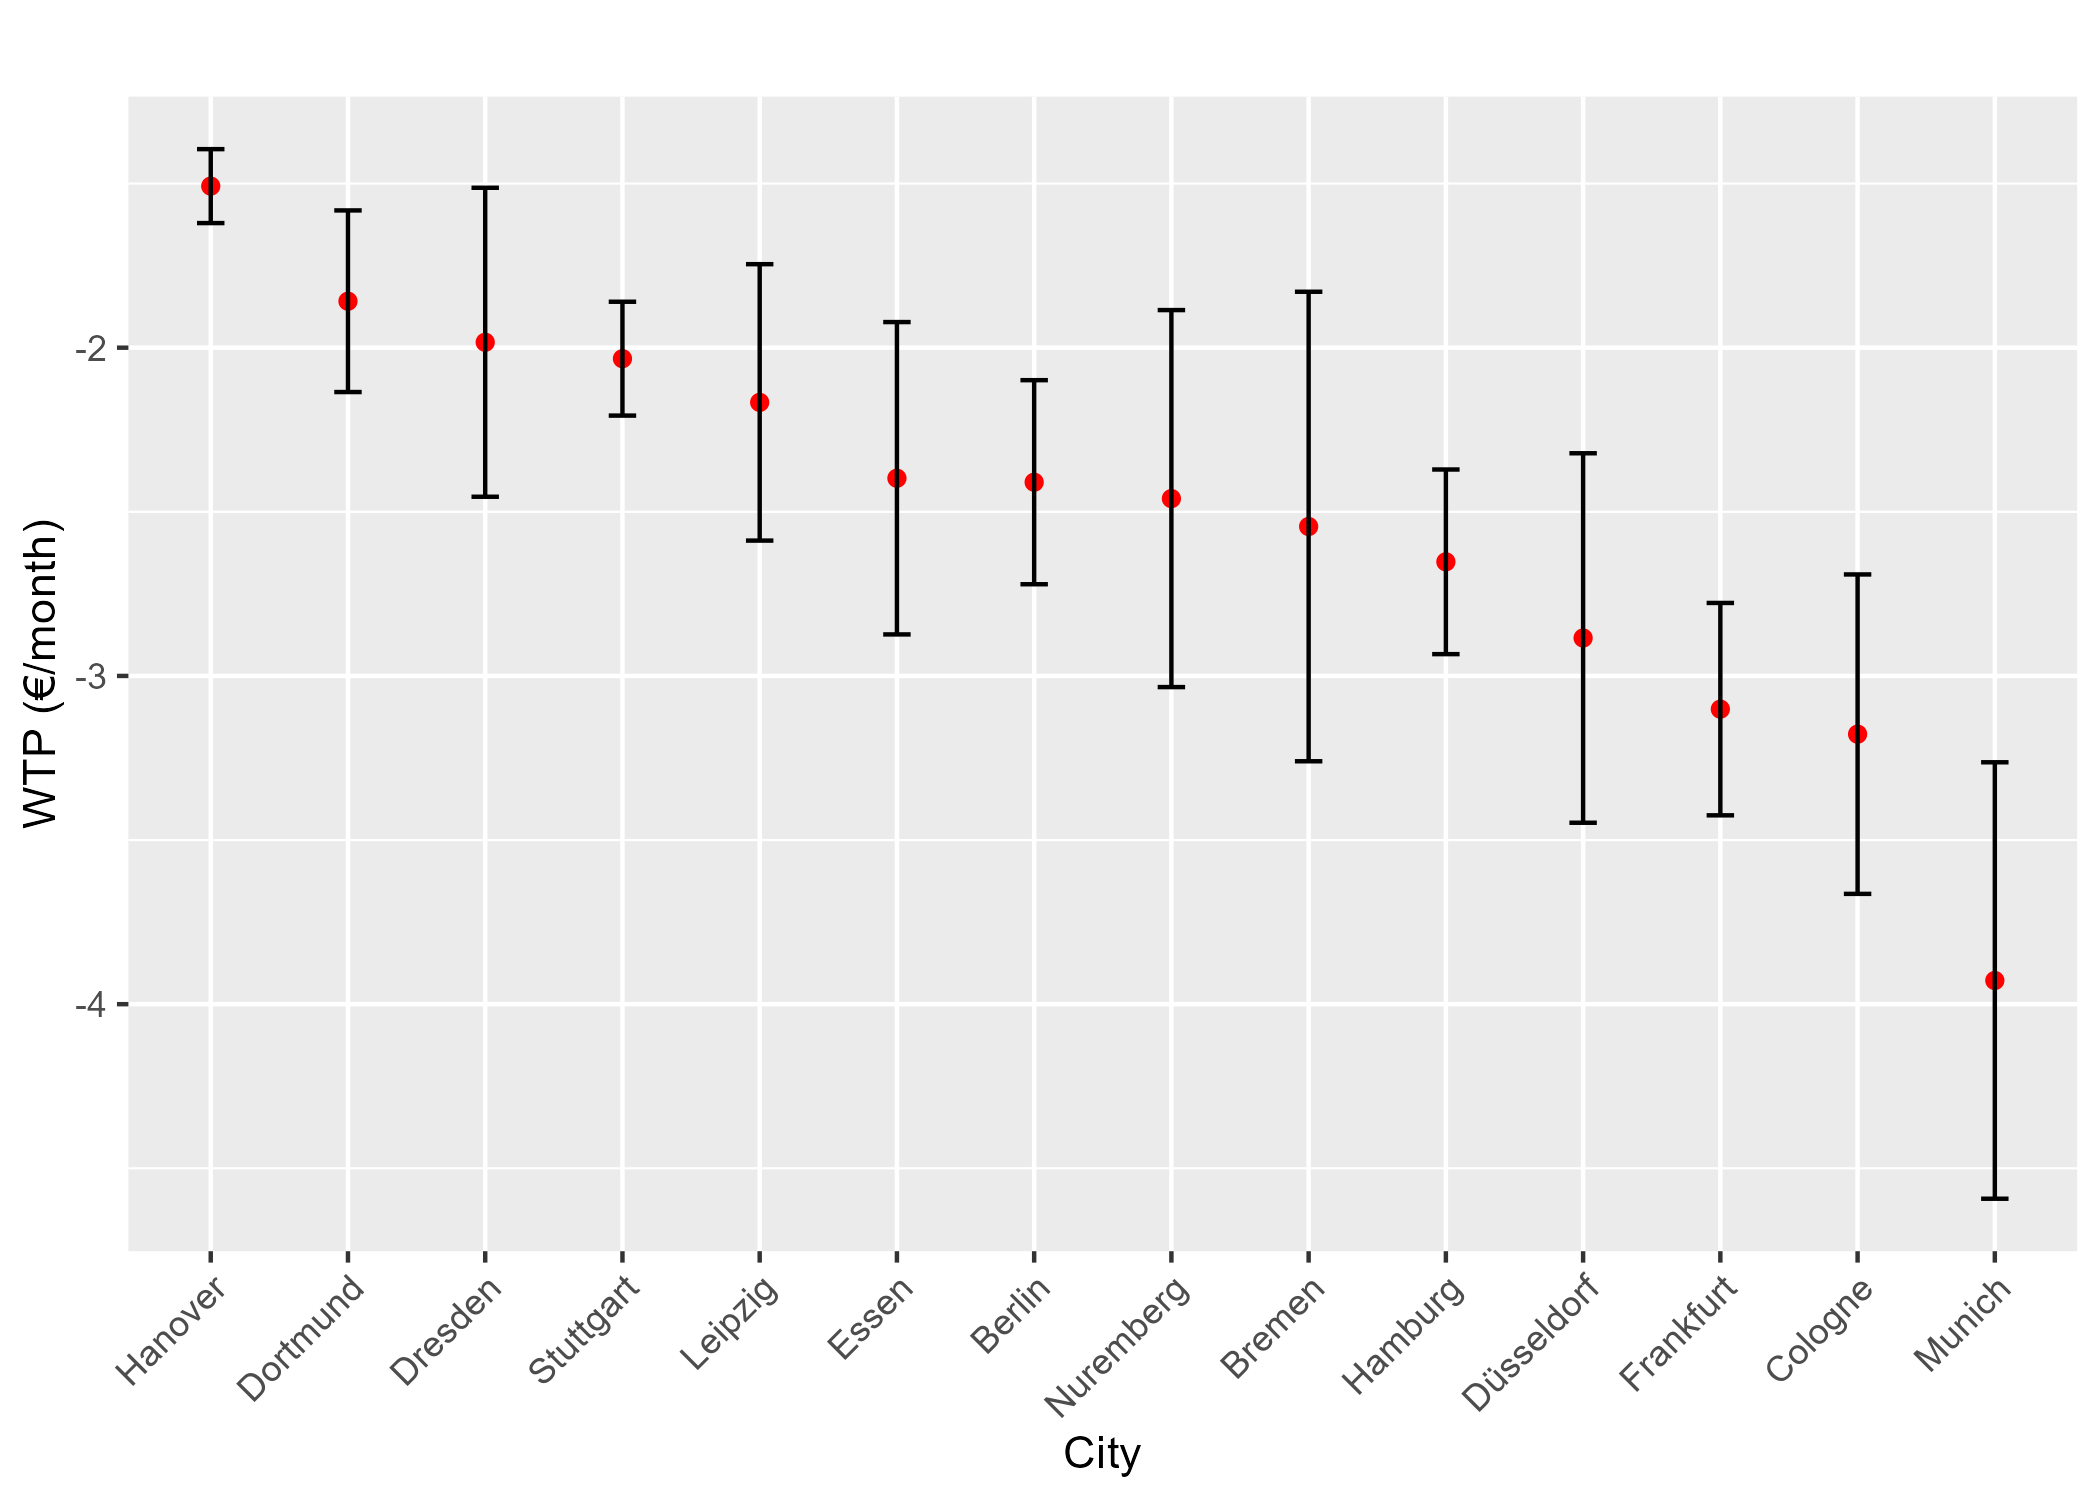 WTP (€/month)
-2
-3
-4
Hanover
Dortmund
Dresden
Stuttgart
Leipzig
Essen
Berlin
Nuremberg
Bremen
Hamburg
Düsseldorf
Frankfurt
Cologne
Munich
City